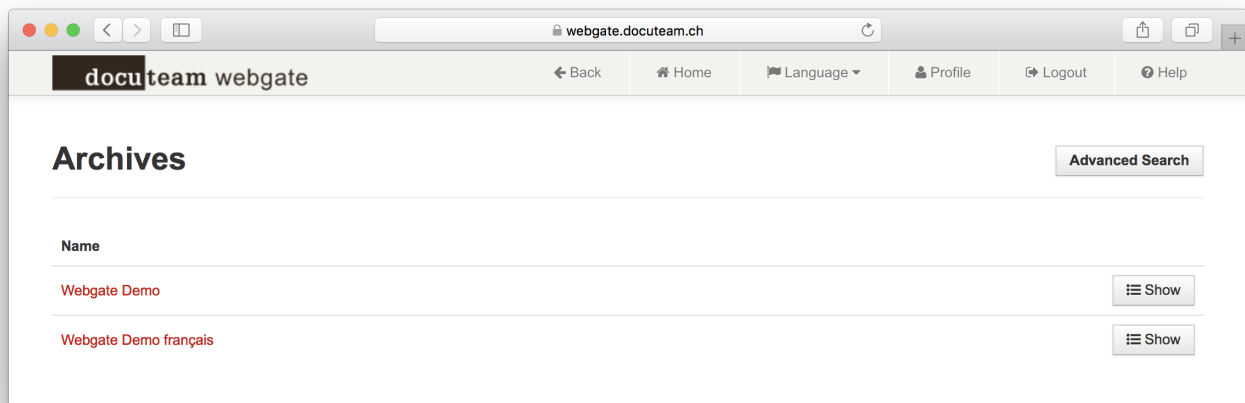 webgate.docuteam.ch
docuteam webgate
Back Home Language Profile Logout Help
Archives
Advanced Search
Name
Webgate Demo Show
Webgate Demo français Show